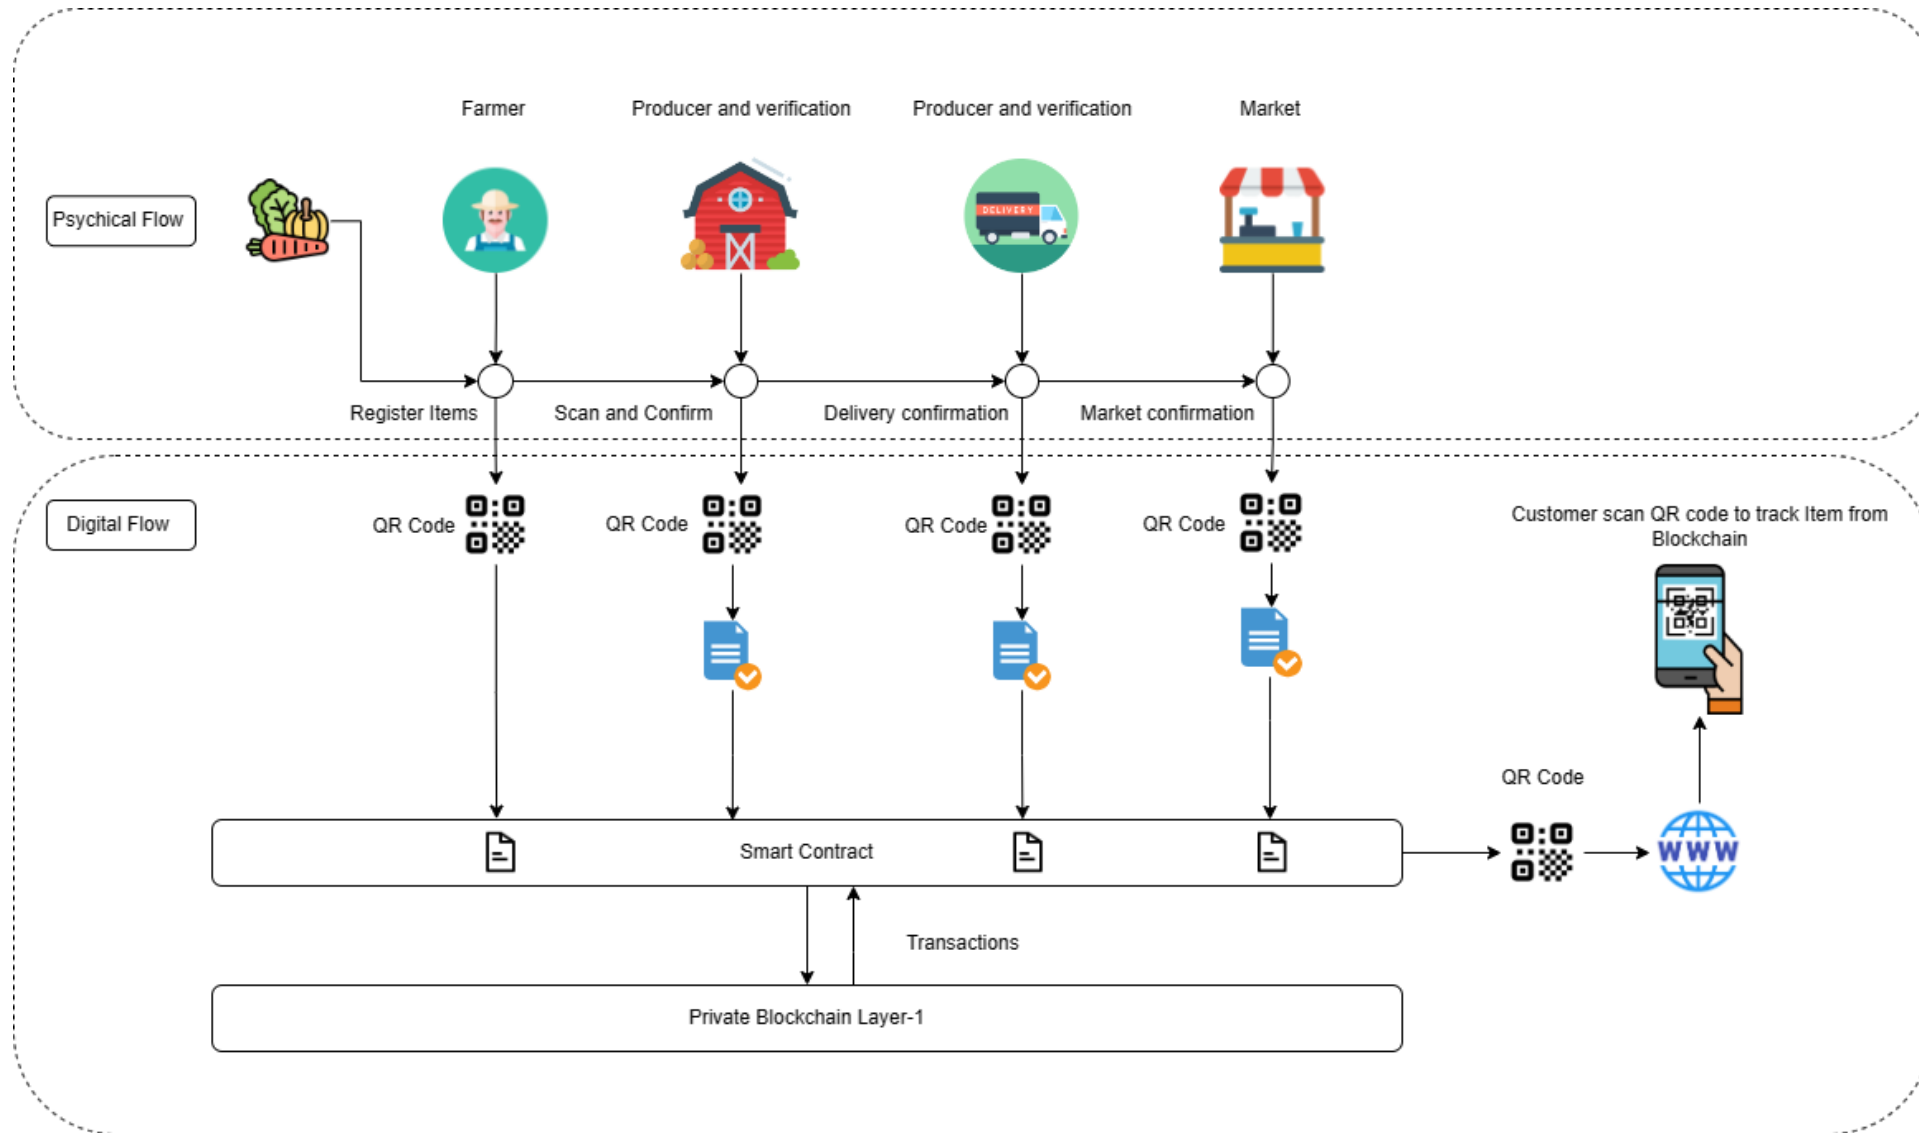 Farmer
Producer and verification
Producer and verification
Market
Psychical Flow
DELIVERY
Register Items
Scan and Confirm
Delivery confirmation
Market confirmation
Digital Flow
QR Code
QR Code
QR Code
QR Code
Customer scan QR code to track Item from
Blockchain
QR Code
Smart Contract
WWW
Transactions
Private Blockchain Layer-1